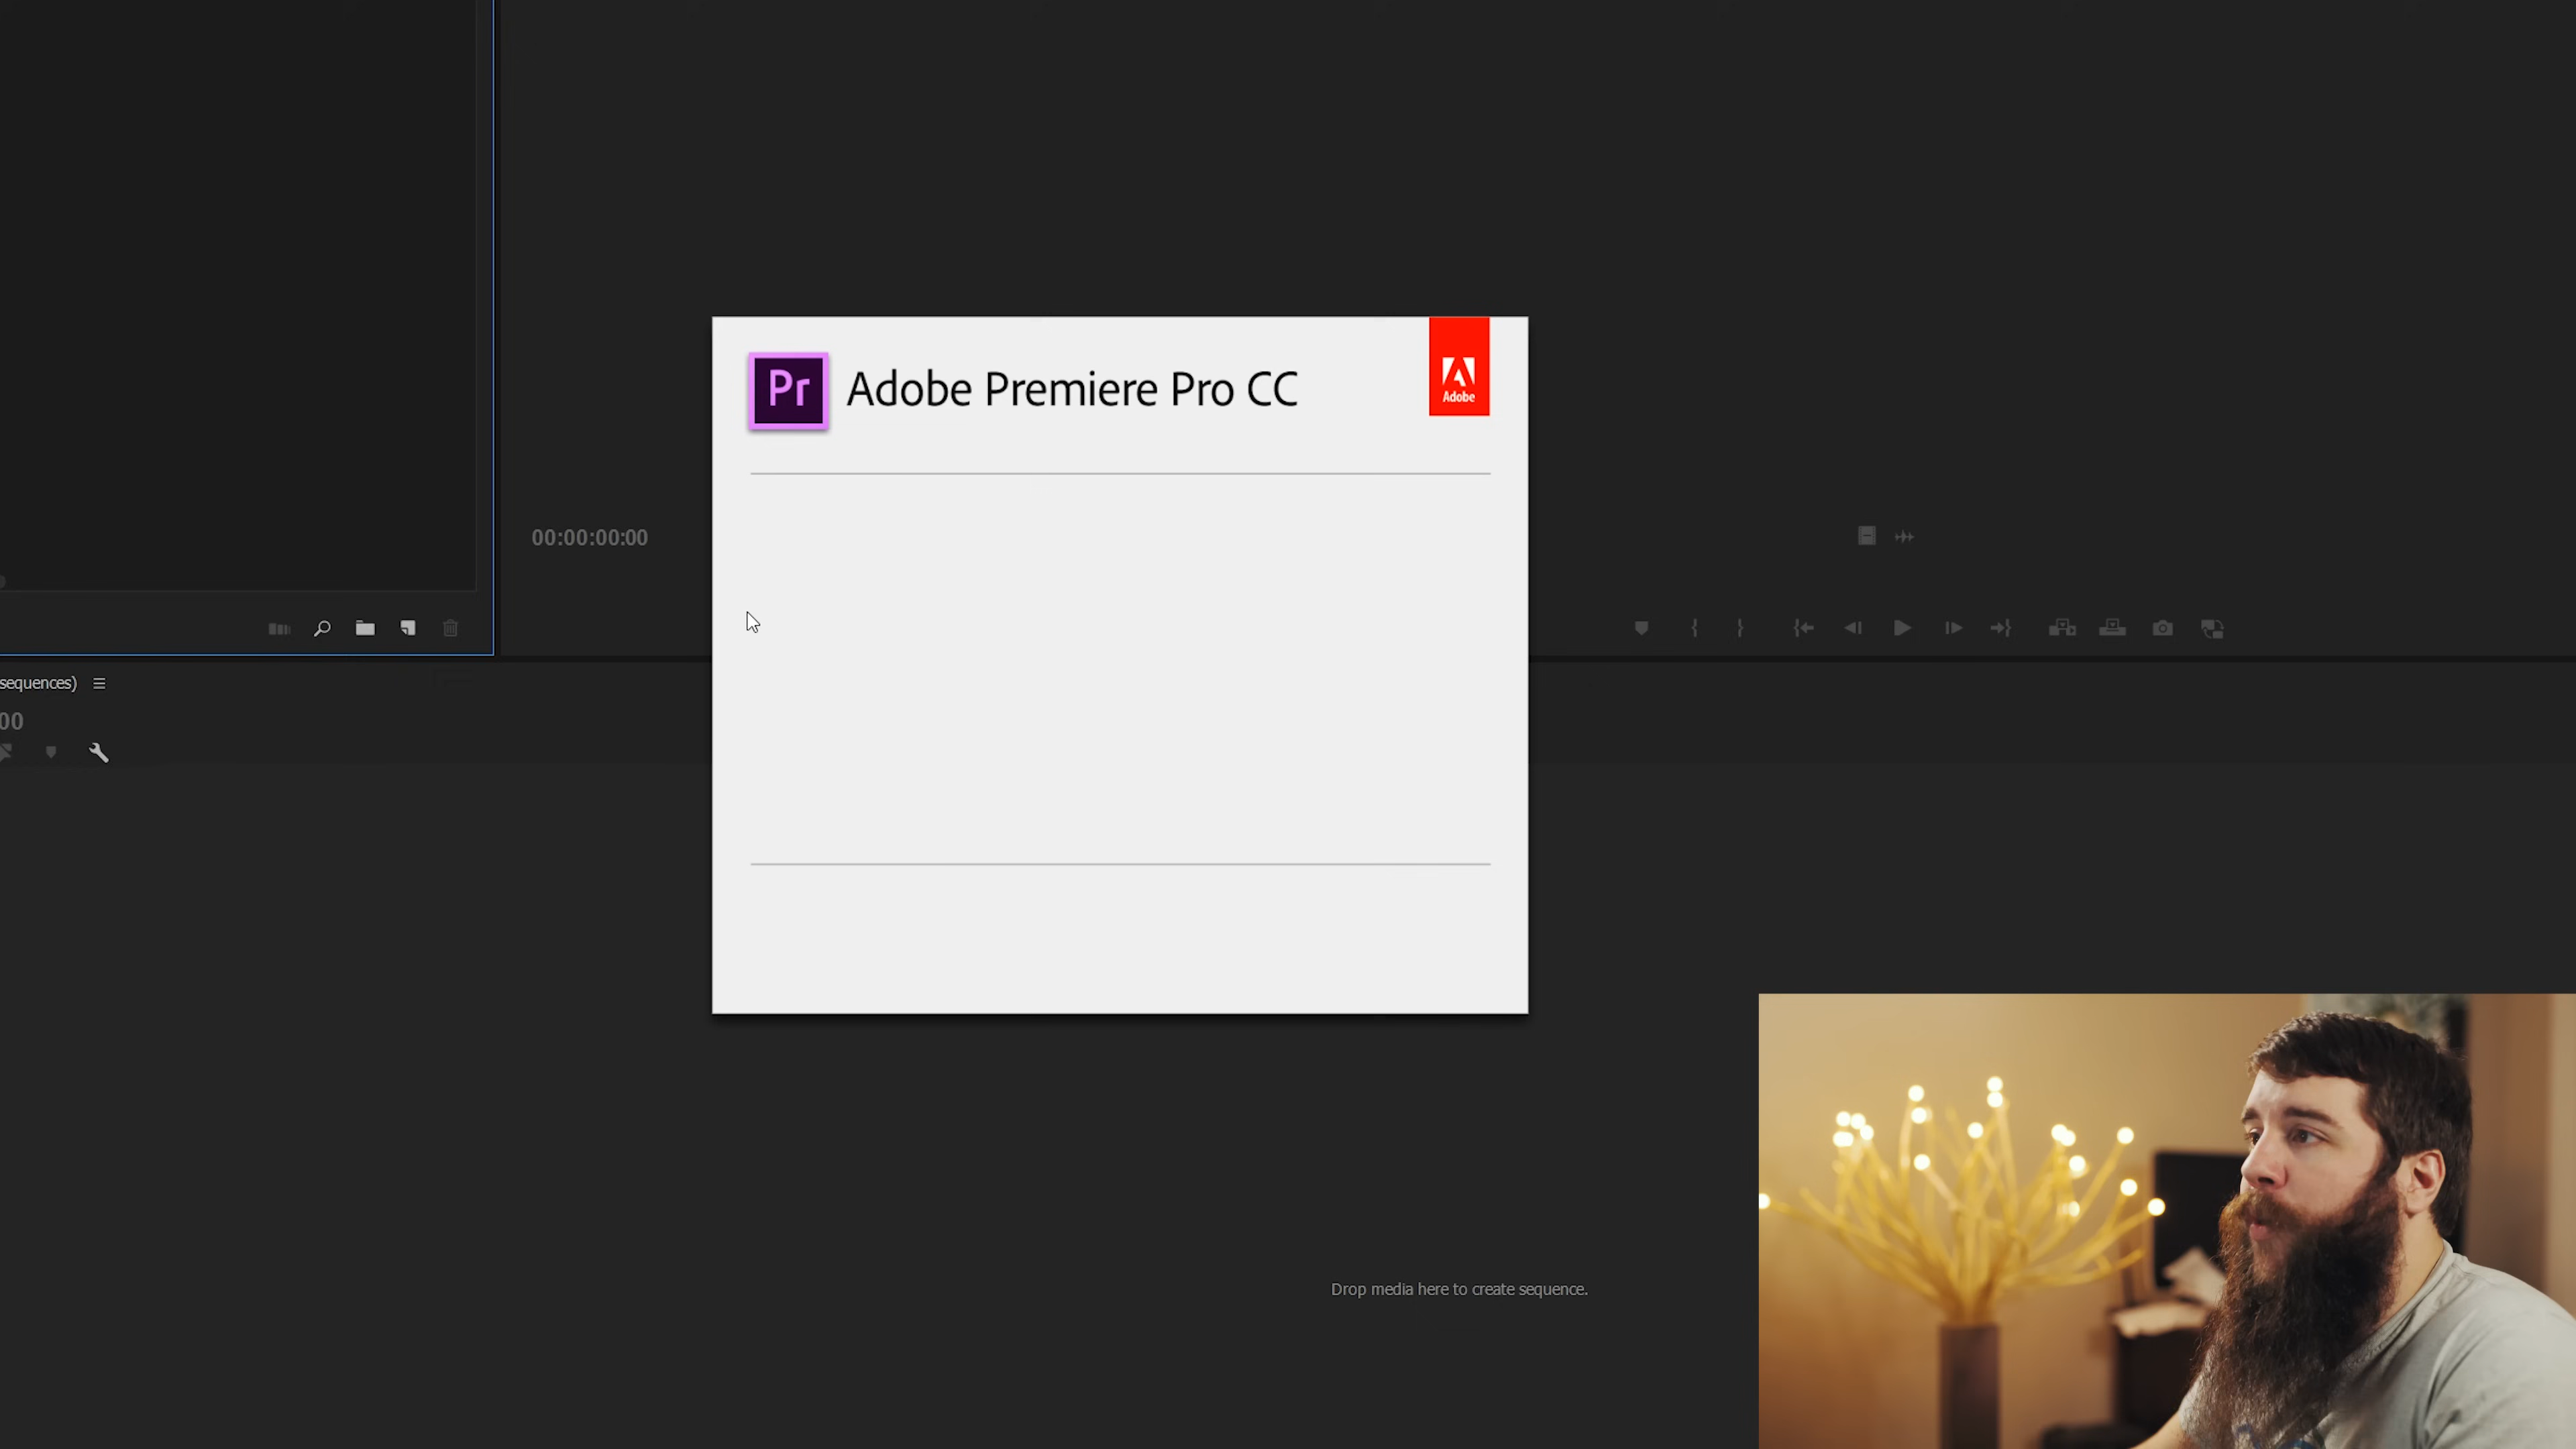 Pr Adobe Premiere Pro CC
Adobe
00:00:00:00
sequences)
00
Drop media here to create sequence.